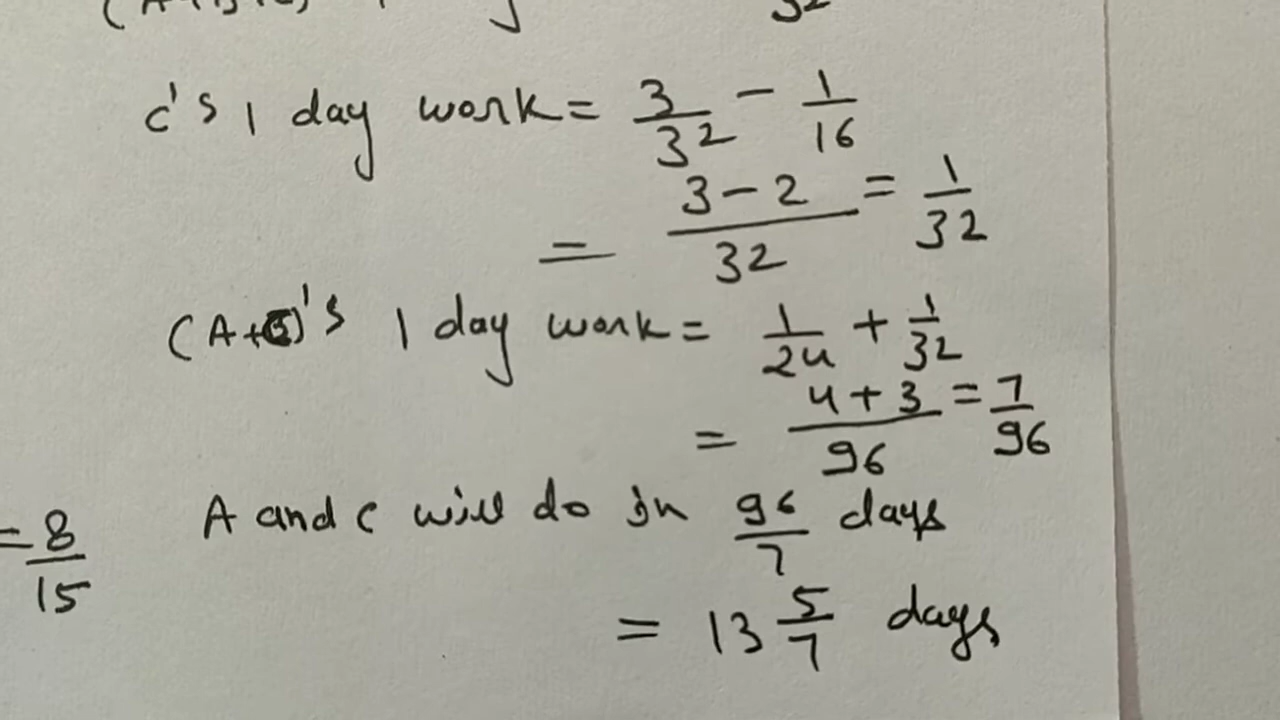 c's 1 day work = 3/32 - 1/16
= 3-2/32 = 1/32
(A+C)'s 1 day work = 1/24 + 1/32
= 4+3/96 = 7/96
A and c will do in 96/7 days
= 8/15
= 13 5/7 days